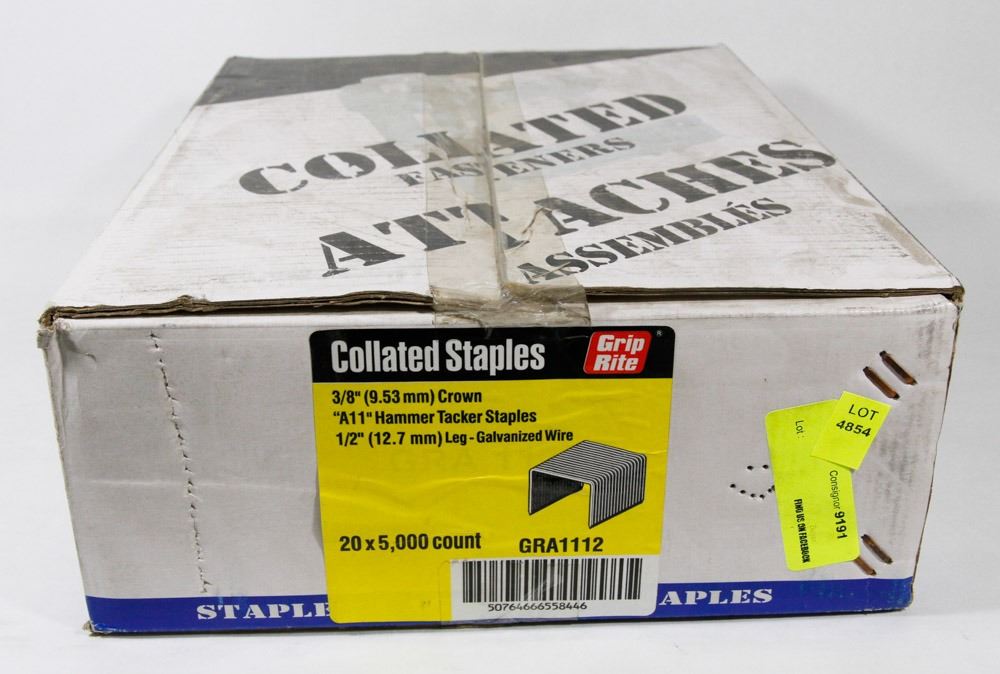 COLLATED
FASTENERS
ATTACHES
ASSEMBLÉS
Collated Staples
Grip Rite®
3/8" (9.53 mm) Crown
"A11" Hammer Tacker Staples
1/2" (12.7 mm) Leg - Galvanized Wire
20 x 5,000 count
GRA1112
50764666558446
STAPLE
APLES
LOT
4854
Lot:
Consignor 9191
FIND US ON FACEBOOK